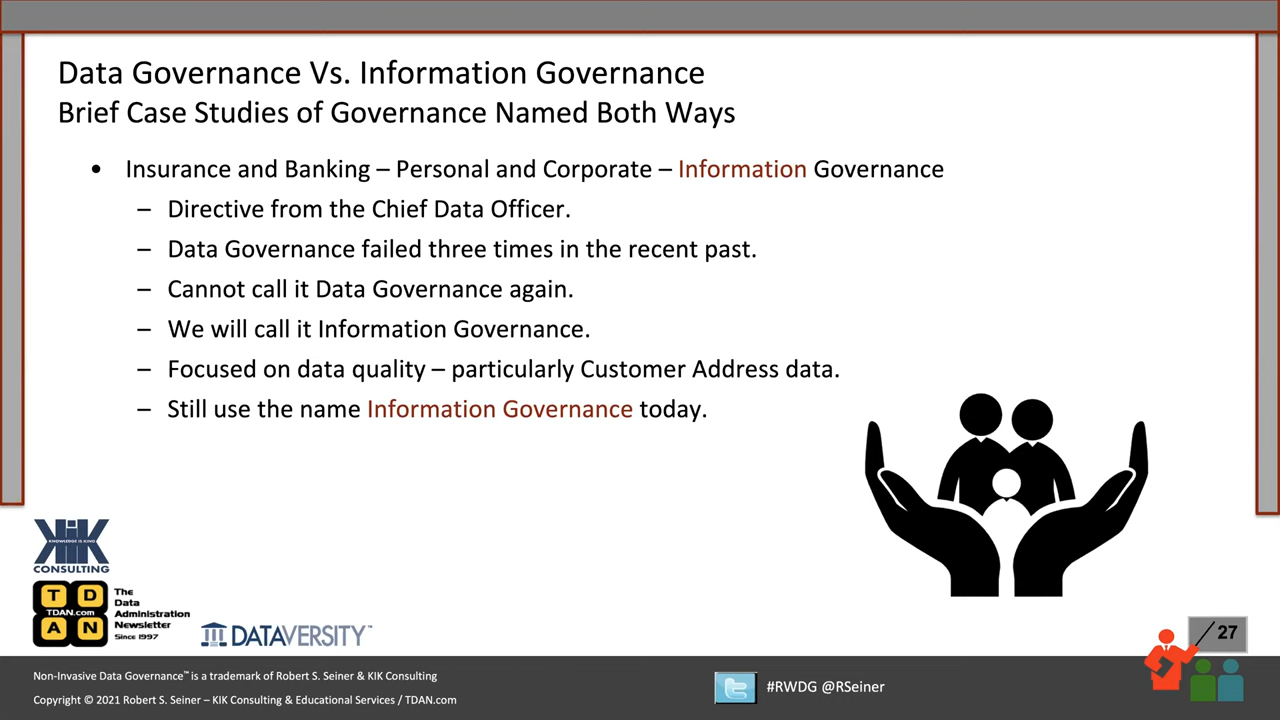 Data Governance Vs. Information Governance
Brief Case Studies of Governance Named Both Ways
• Insurance and Banking – Personal and Corporate – Information Governance
– Directive from the Chief Data Officer.
– Data Governance failed three times in the recent past.
– Cannot call it Data Governance again.
– We will call it Information Governance.
– Focused on data quality – particularly Customer Address data.
– Still use the name Information Governance today.
KIK
KNOWLEDGE IS KING
CONSULTING
T D
TDAN.com
A N
The
Data
Administration
Newsletter
Since 1997
DATAVERSITY™
27
Non-Invasive Data Governance™ is a trademark of Robert S. Seiner & KIK Consulting
Copyright © 2021 Robert S. Seiner – KIK Consulting & Educational Services / TDAN.com
#RWDG @RSeiner